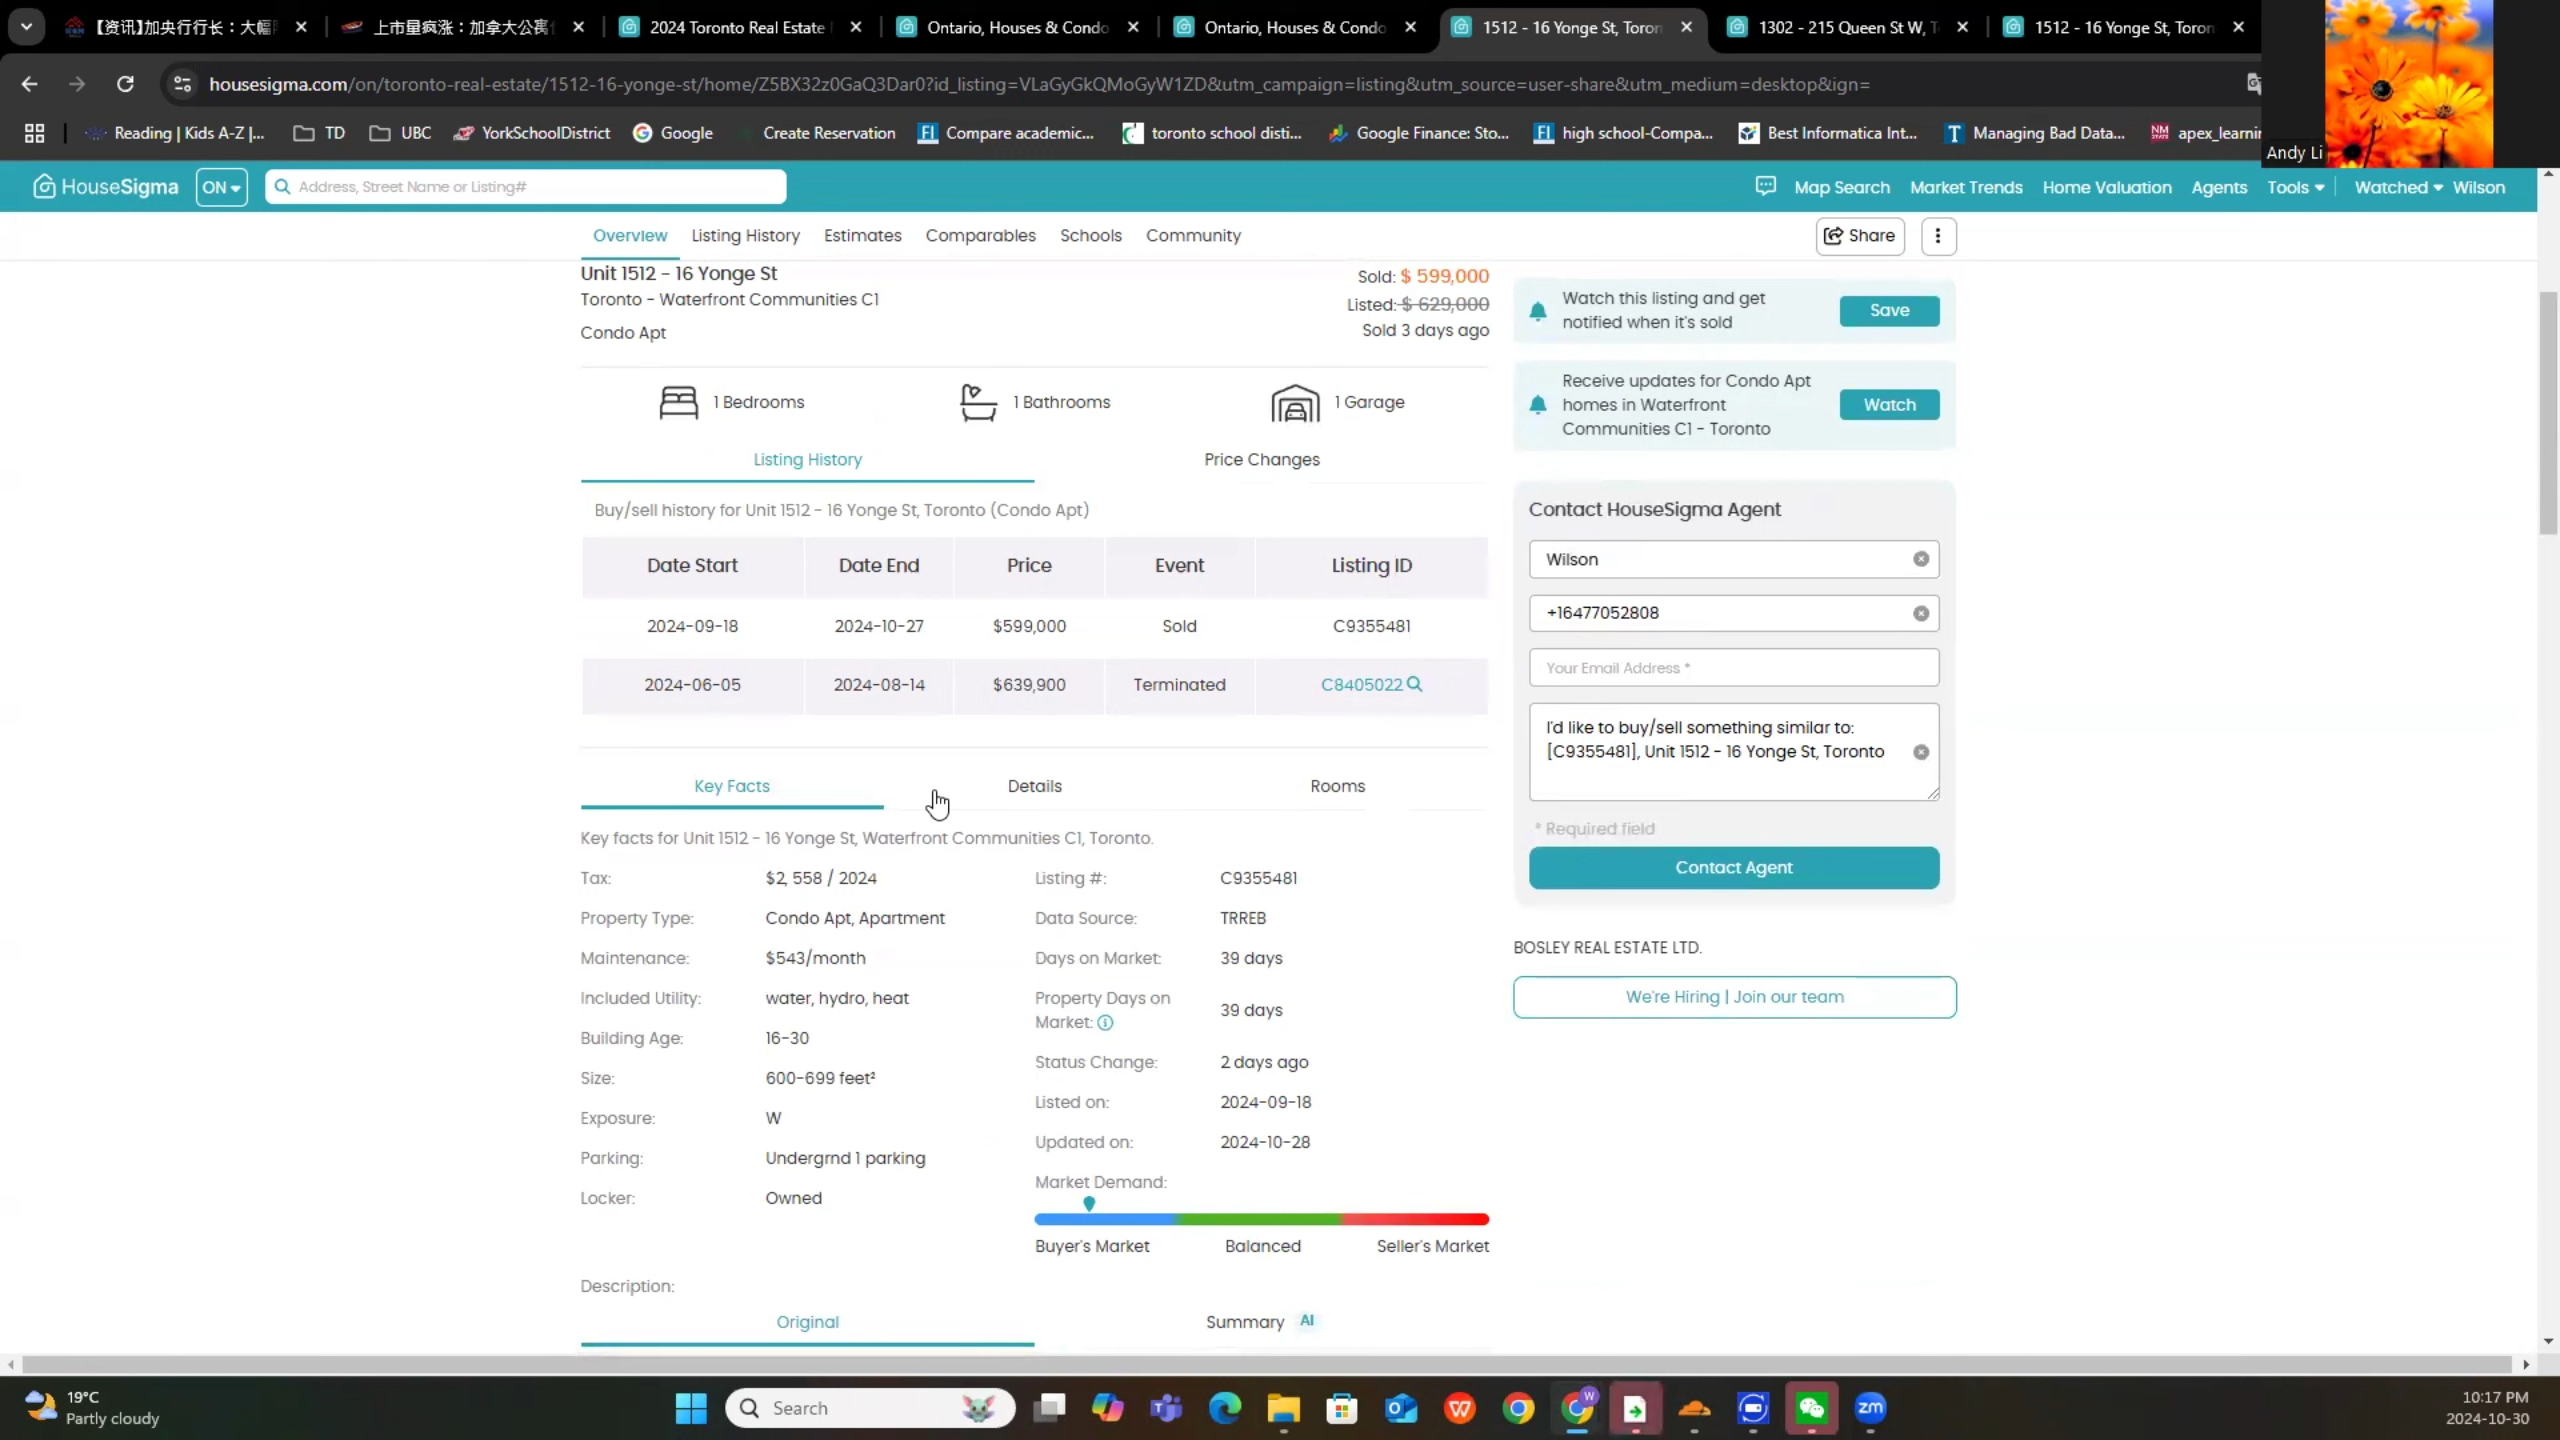 【资讯】加央行行长：大幅
上市量疯涨：加拿大公寓
2024 Toronto Real Estate
Ontario, Houses & Condo
Ontario, Houses & Condo
1512 - 16 Yonge St, Toron
1302 - 215 Queen St W, T
1512 - 16 Yonge St, Toron
housesigma.com/on/toronto-real-estate/1512-16-yonge-st/home/Z5BX32z0GaQ3Dar0?id_listing=VLaGyGkQMoGyW1ZD&utm_campaign=listing&utm_source=user-share&utm_medium=desktop&ign=
Reading | Kids A-Z |...
TD
UBC
YorkSchoolDistrict
Google
Create Reservation
Compare academic...
toronto school disti...
Google Finance: Sto...
high school-Compa...
Best Informatica Int...
Managing Bad Data...
apex_learnin
Andy Li
HouseSigma
ON
Address, Street Name or Listing#
Map Search
Market Trends
Home Valuation
Agents
Tools
Watched
Wilson
Overview
Listing History
Estimates
Comparables
Schools
Community
Share
Unit 1512 - 16 Yonge St
Toronto - Waterfront Communities C1
Condo Apt
Sold: $ 599,000
Listed: $ 629,000
Sold 3 days ago
1 Bedrooms
1 Bathrooms
1 Garage
Listing History
Price Changes
Buy/sell history for Unit 1512 - 16 Yonge St, Toronto (Condo Apt)
Date Start Date End Price Event Listing ID
2024-09-18 2024-10-27 $599,000 Sold C9355481
2024-06-05 2024-08-14 $639,900 Terminated C8405022
Key Facts
Details
Rooms
Key facts for Unit 1512 - 16 Yonge St, Waterfront Communities C1, Toronto.
Tax: $2, 558 / 2024
Property Type: Condo Apt, Apartment
Maintenance: $543/month
Included Utility: water, hydro, heat
Building Age: 16-30
Size: 600-699 feet²
Exposure: W
Parking: Undergrnd 1 parking
Locker: Owned
Listing #: C9355481
Data Source: TRREB
Days on Market: 39 days
Property Days on
Market: 39 days
Status Change: 2 days ago
Listed on: 2024-09-18
Updated on: 2024-10-28
Market Demand:
Buyer's Market
Balanced
Seller's Market
Description:
Original
Summary AI
Watch this listing and get
notified when it's sold
Save
Receive updates for Condo Apt
homes in Waterfront
Communities C1 - Toronto
Watch
Contact HouseSigma Agent
Wilson
+16477052808
Your Email Address *
I'd like to buy/sell something similar to:
[C9355481], Unit 1512 - 16 Yonge St, Toronto
* Required field
Contact Agent
BOSLEY REAL ESTATE LTD.
We're Hiring | Join our team
19°C
Partly cloudy
Search
W
zm
10:17 PM
2024-10-30